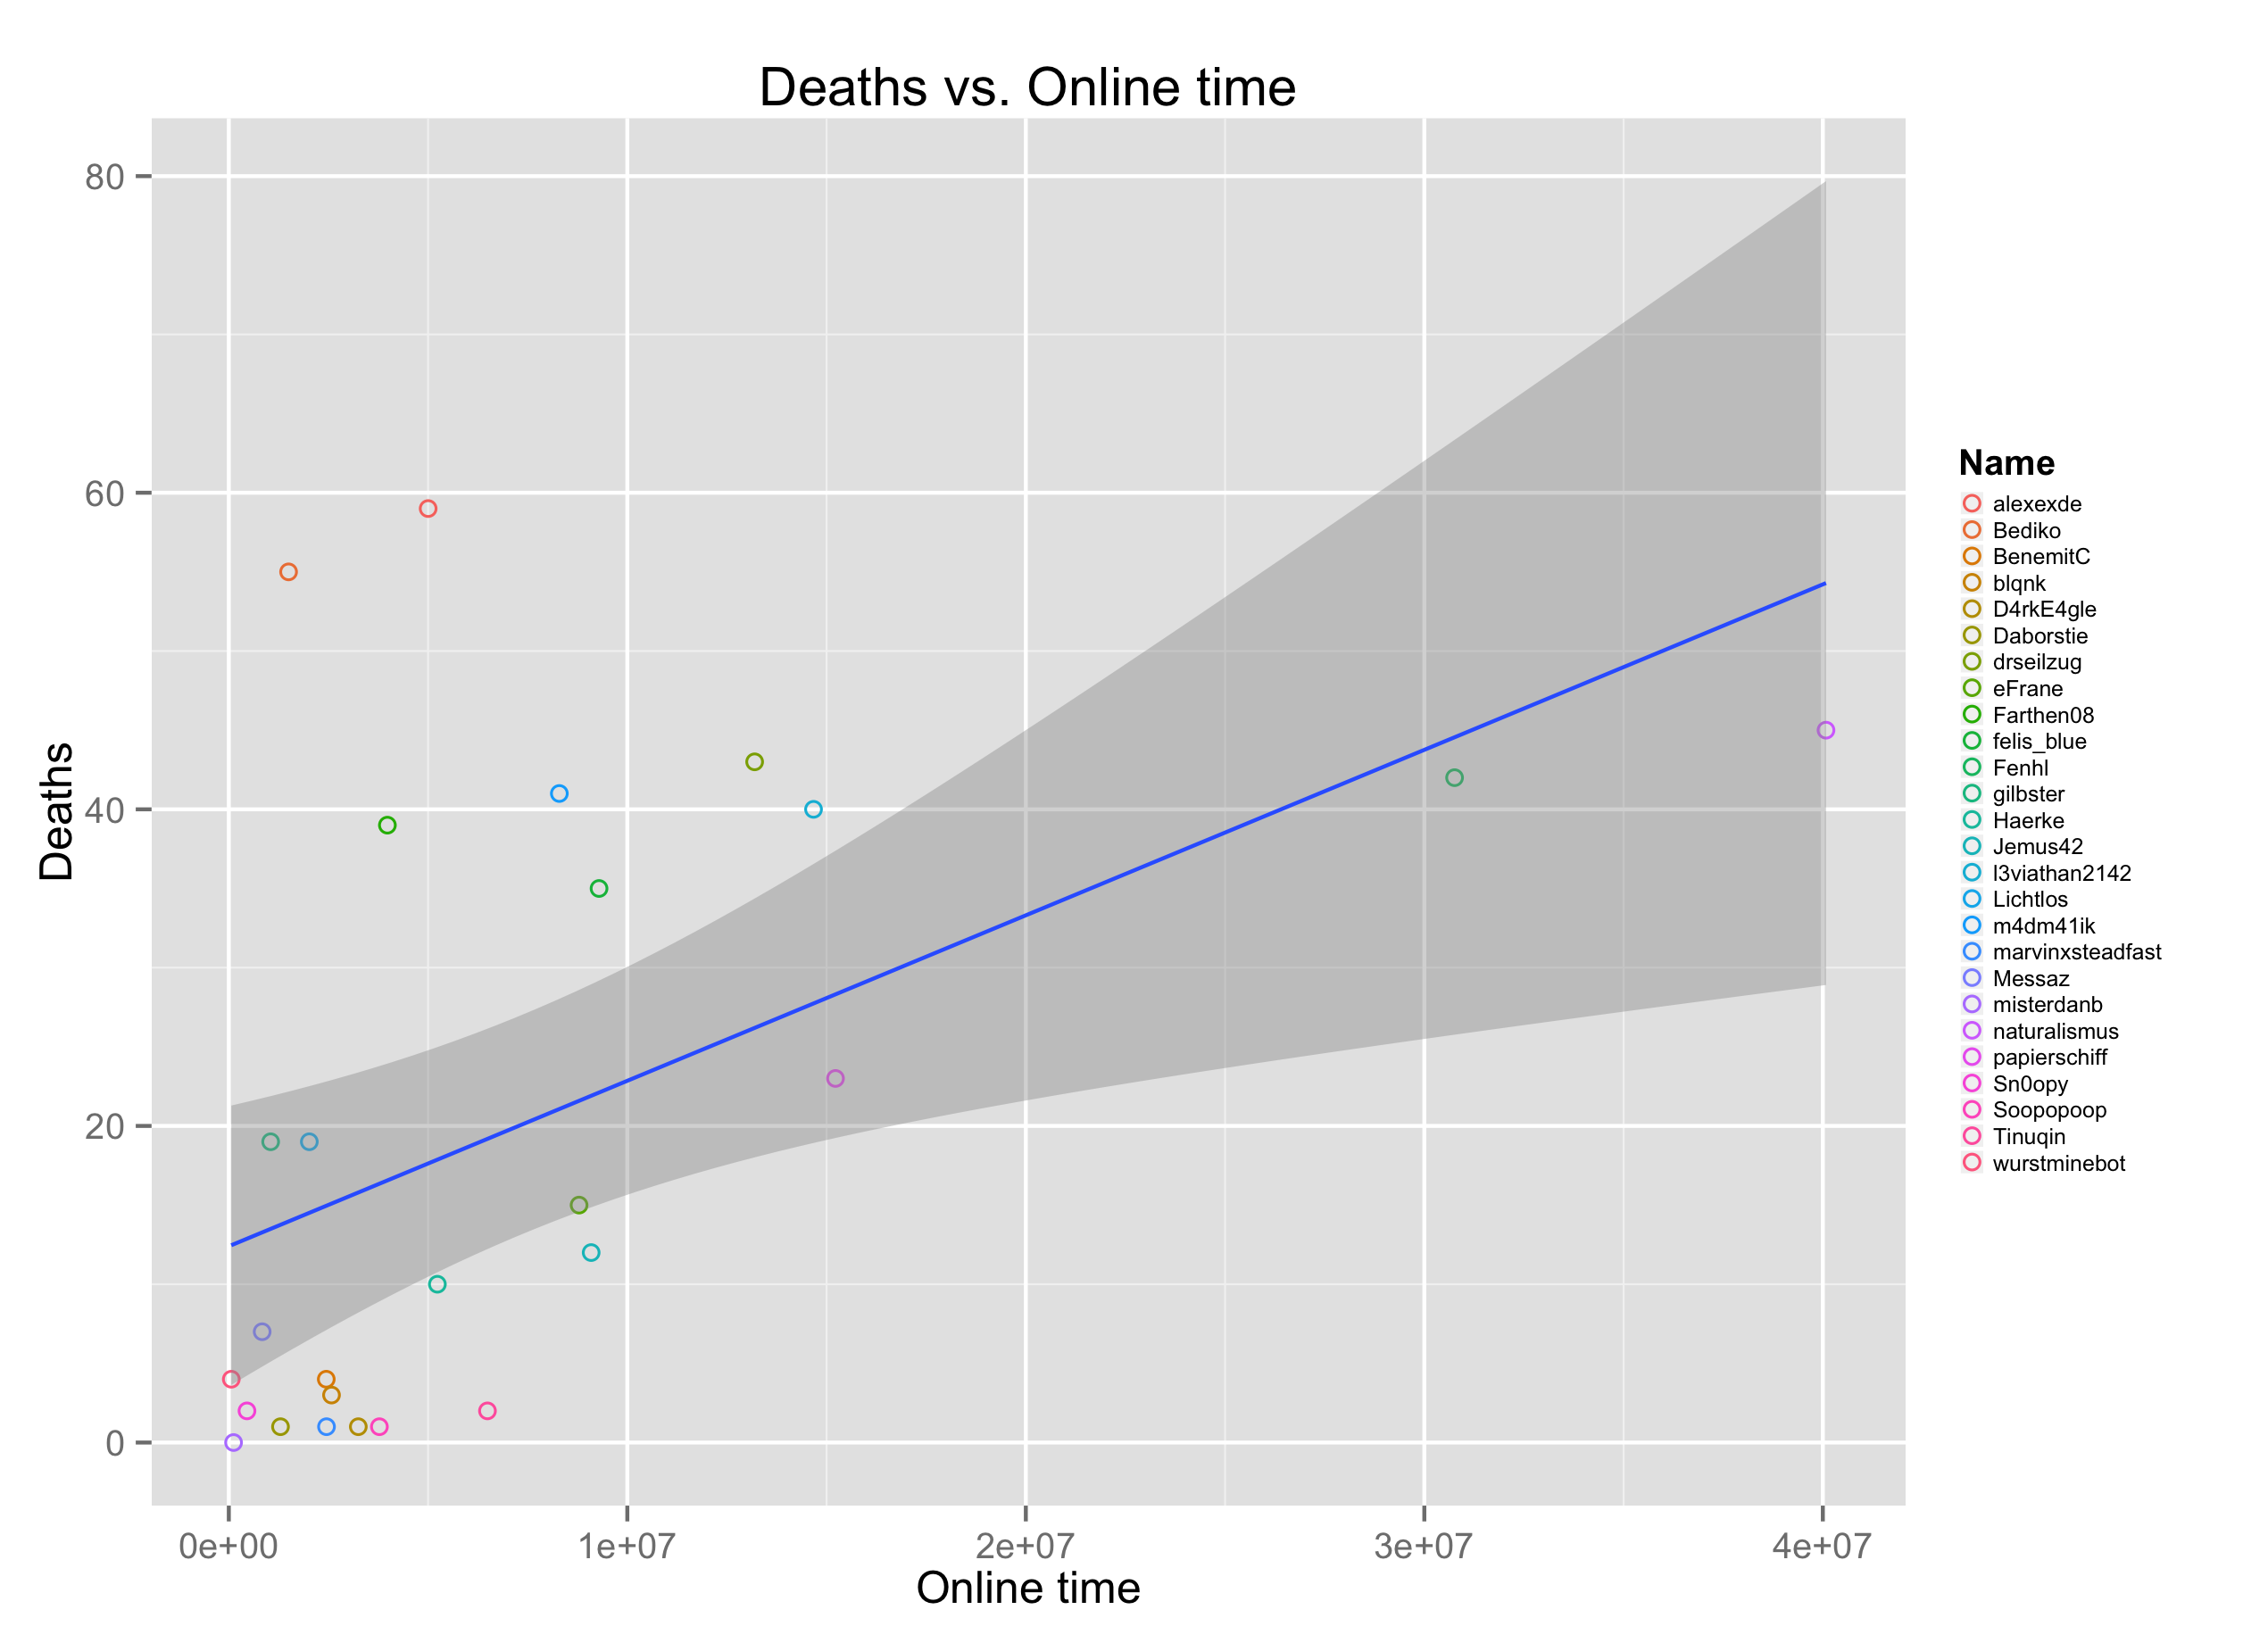 Deaths vs. Online time
80
60
40
20
0
Deaths
0e+00 1e+07 2e+07 3e+07 4e+07
Online time
Name
alexexde
Bediko
BenemitC
blqnk
D4rkE4gle
Daborstie
drseilzug
eFrane
Farthen08
felis_blue
Fenhl
gilbster
Haerke
Jemus42
l3viathan2142
Lichtlos
m4dm41ik
marvinxsteadfast
Messaz
misterdanb
naturalismus
papierschiff
Sn0opy
Soopopoop
Tinuqin
wurstminebot